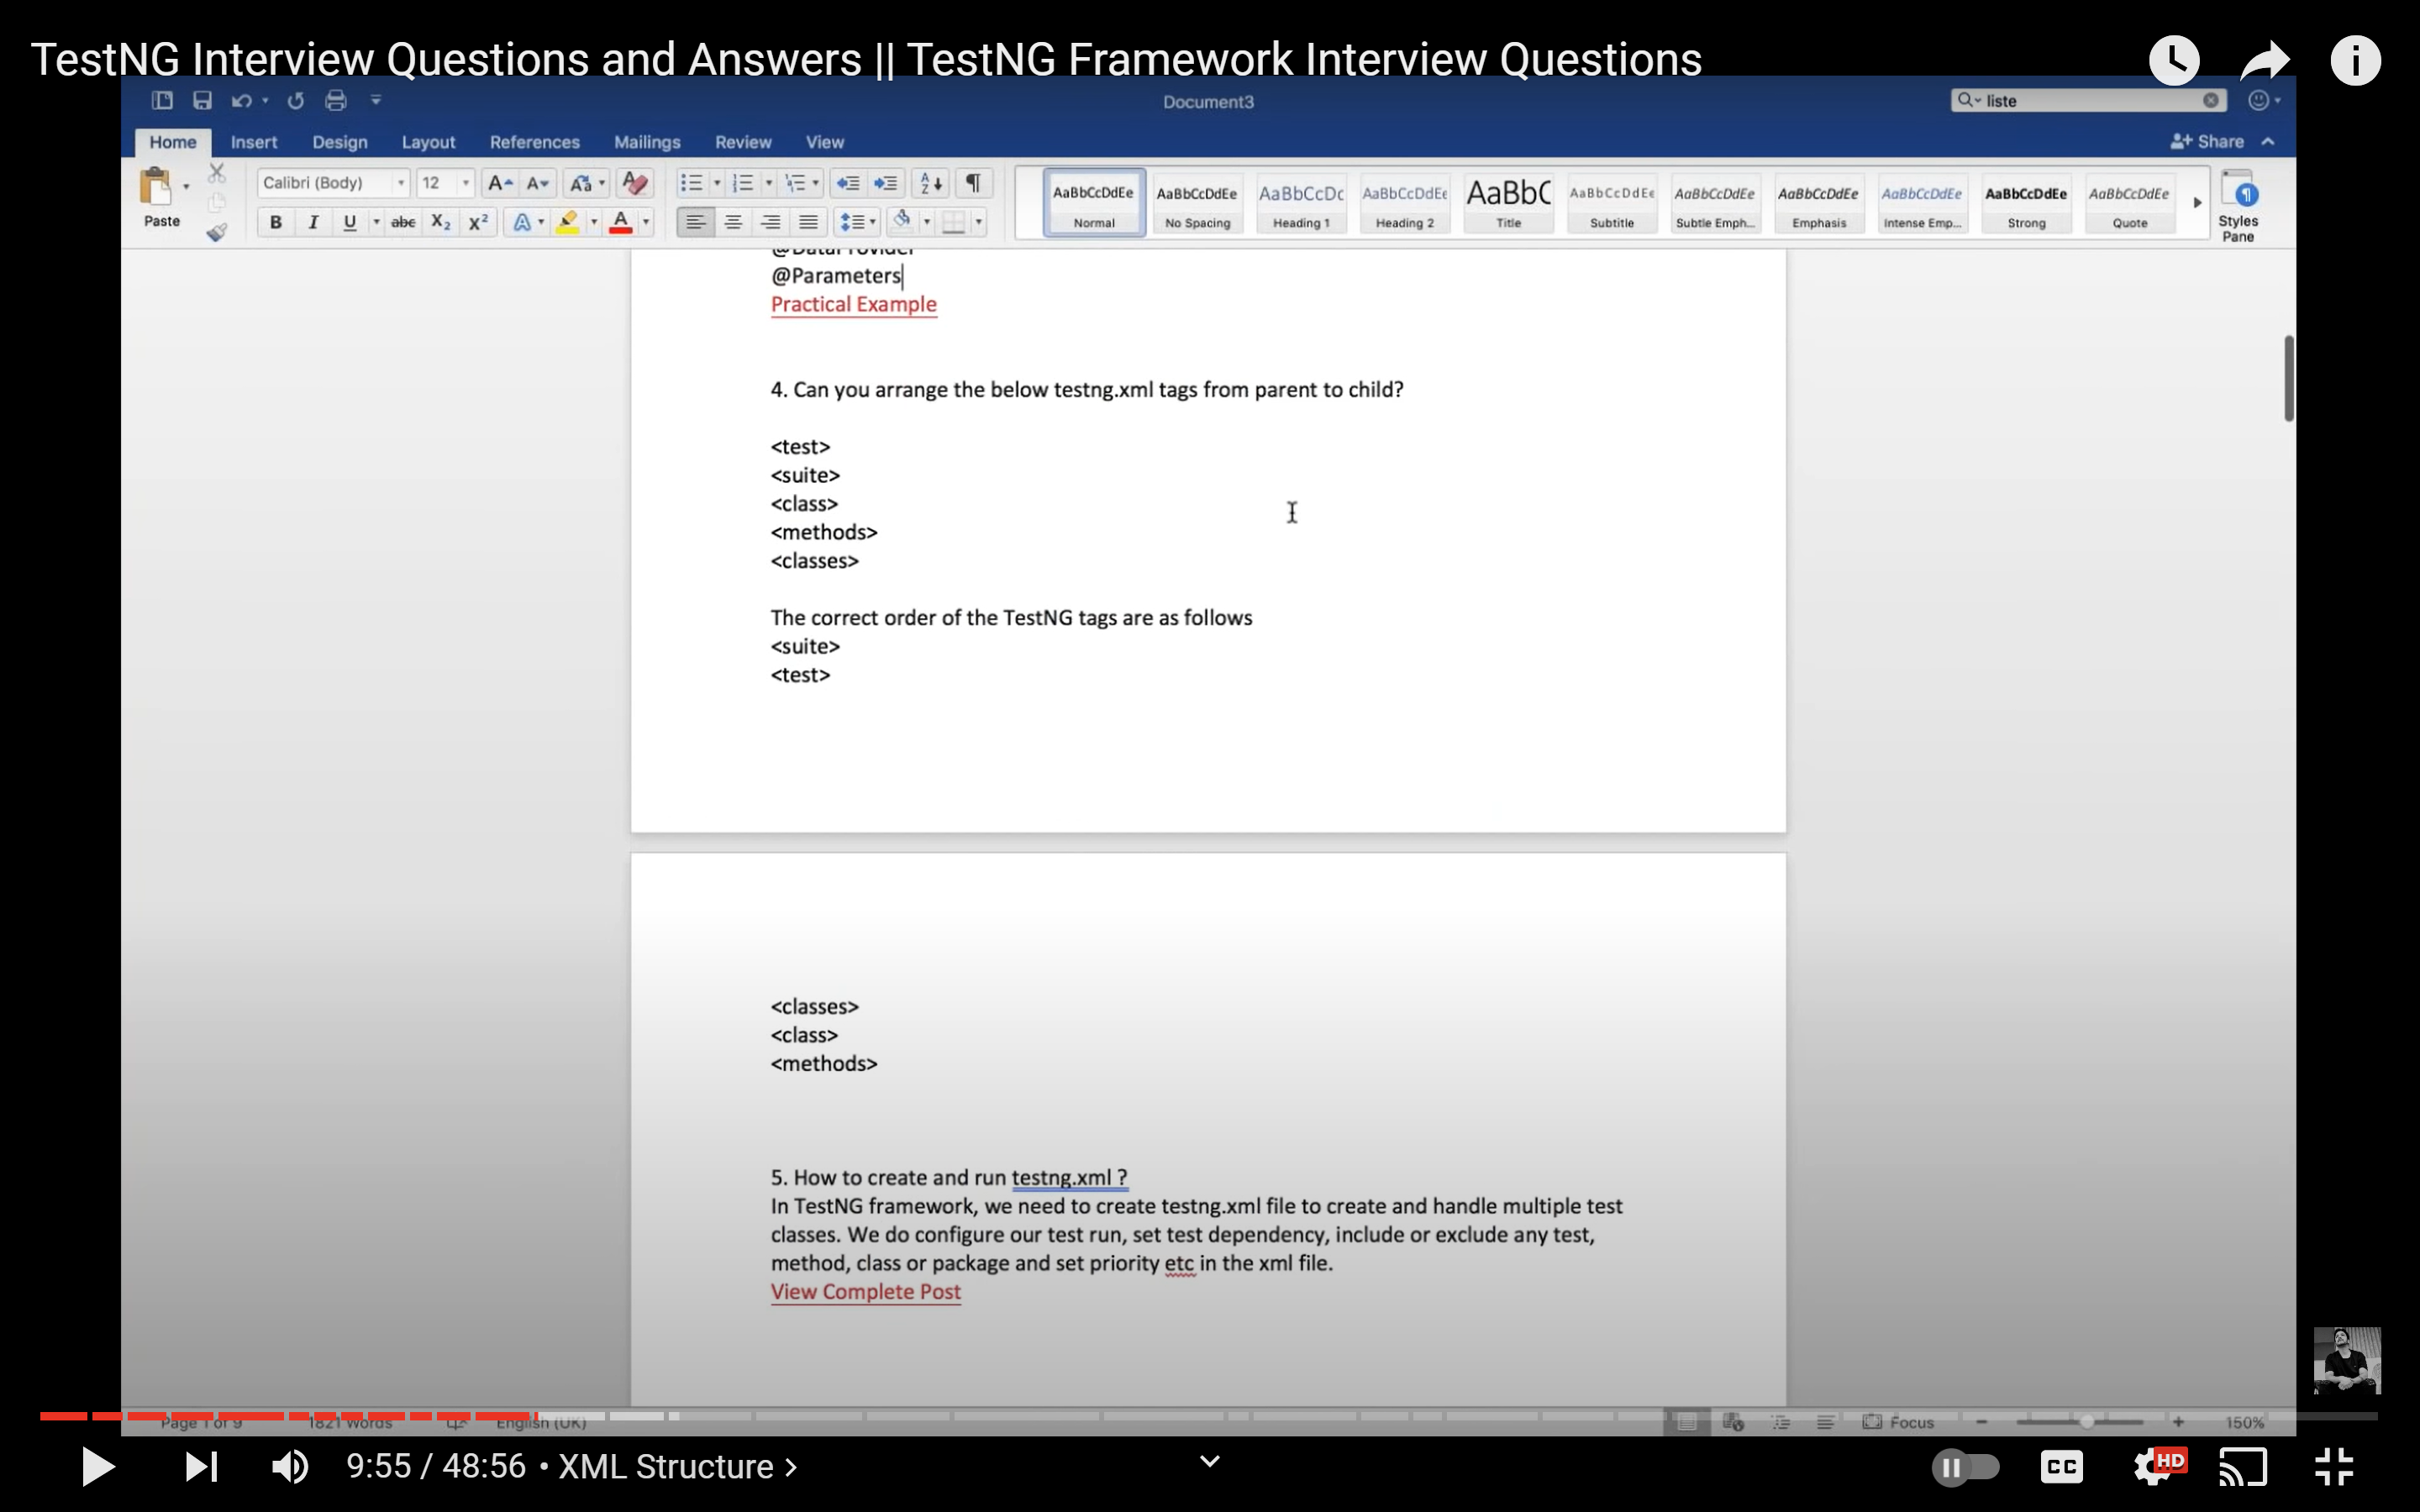 TestNG Interview Questions and Answers || TestNG Framework Interview Questions
Document3
liste
Home Insert Design Layout References Mailings Review View
Share
Paste
Calibri (Body) 12
AaBbCcDdEe AaBbCcDdEe AaBbCcDc AaBbCcDdEe AaBbC AaBbCcDdEe AaBbCcDdEe AaBbCcDdEe AaBbCcDdEe AaBbCcDdEe AaBbCcDdEe
Normal No Spacing Heading 1 Heading 2 Title Subtitle Subtle Emph... Emphasis Intense Emp... Strong Quote
Styles
Pane
@DataProvider
@Parameters
Practical Example
4. Can you arrange the below testng.xml tags from parent to child?
<test>
<suite>
<class>
<methods>
<classes>
The correct order of the TestNG tags are as follows
<suite>
<test>
<classes>
<class>
<methods>
5. How to create and run testng.xml ?
In TestNG framework, we need to create testng.xml file to create and handle multiple test
classes. We do configure our test run, set test dependency, include or exclude any test,
method, class or package and set priority etc in the xml file.
View Complete Post
Page 1 of 9 1821 Words English (UK)
Focus
150%
9:55 / 48:56 • XML Structure
CC
HD